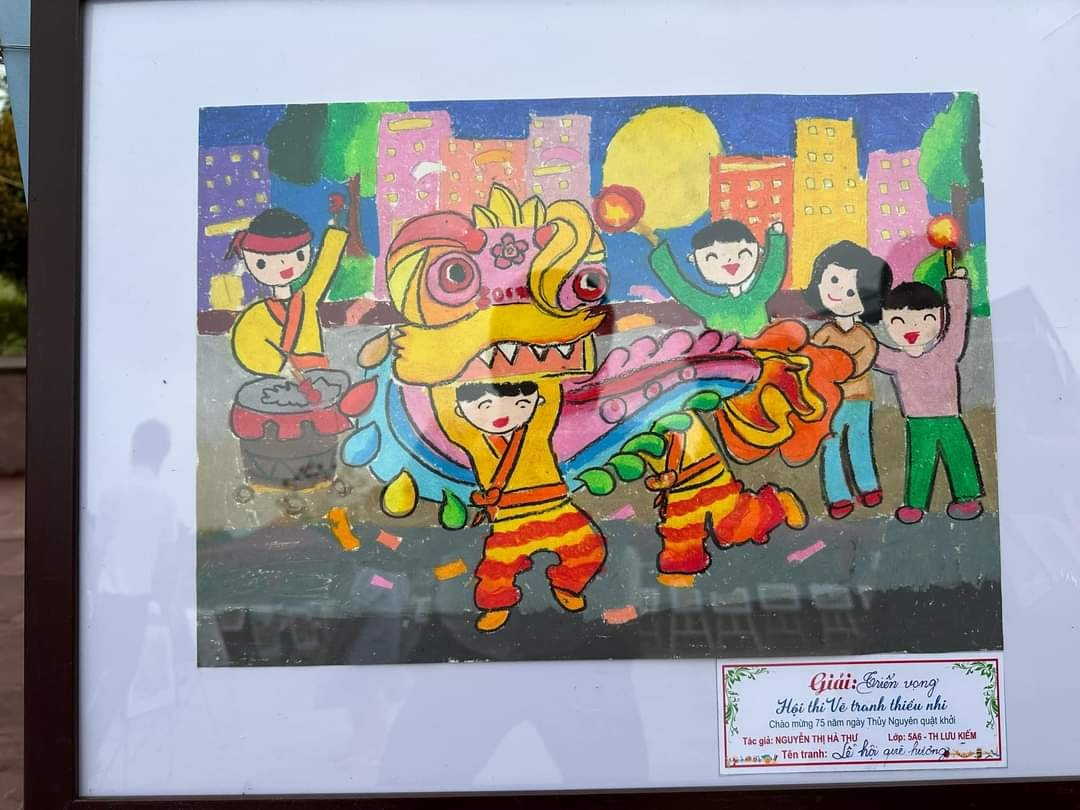 Giải: Triển vọng
Hội thi Vẽ tranh thiếu nhi
Chào mừng 75 năm ngày Thủy Nguyên quật khởi
Tác giả: NGUYỄN THỊ HÀ THƯ Lớp: 5A6 - TH LƯU KIẾM
Tên tranh: Lễ hội quê hương